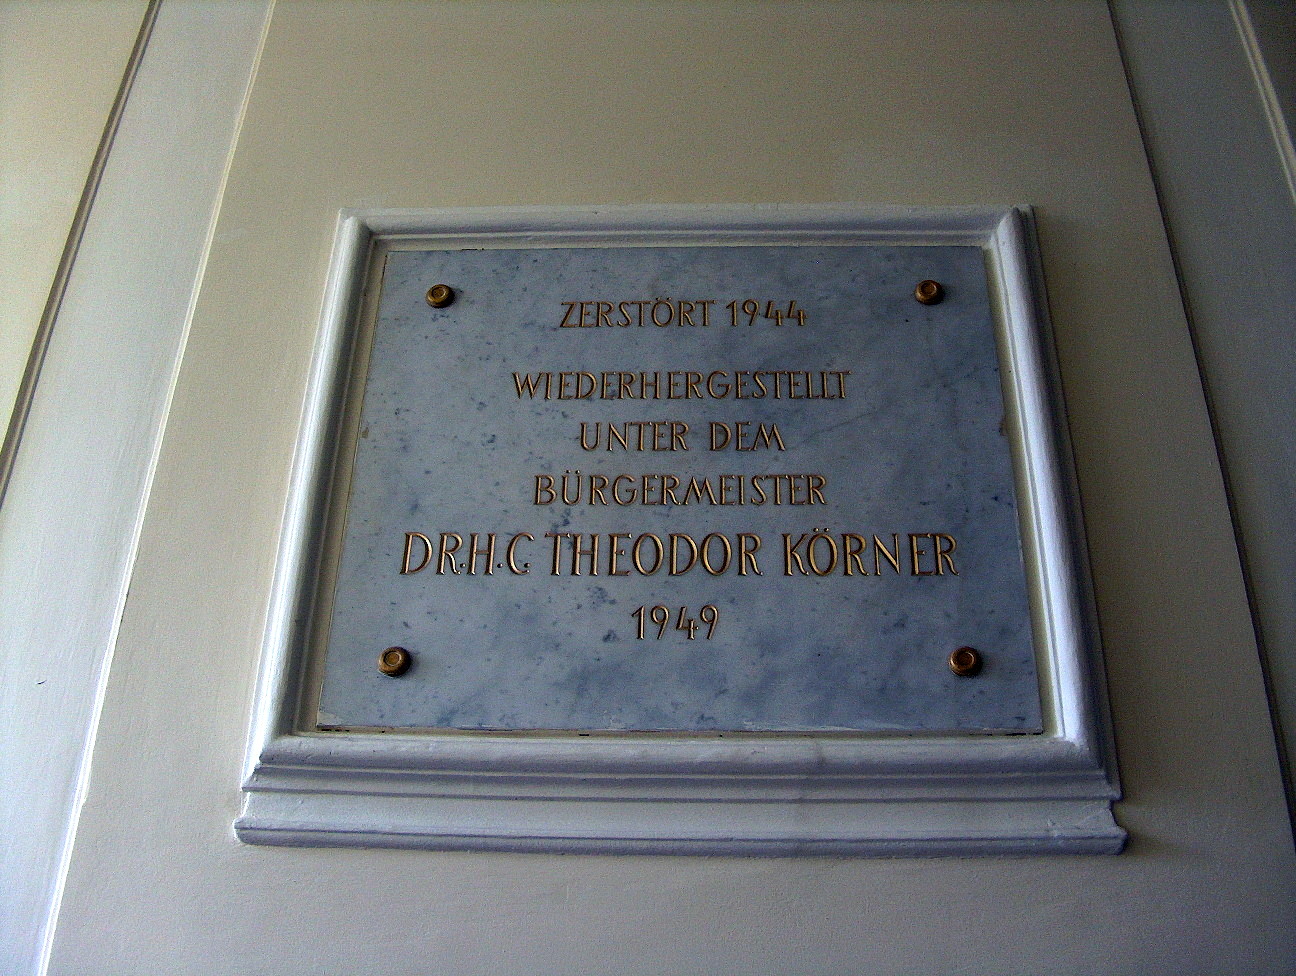 ZERSTÖRT 1944
WIEDERHERGESTELLT
UNTER DEM
BÜRGERMEISTER
DR.H.C. THEODOR KÖRNER
1949